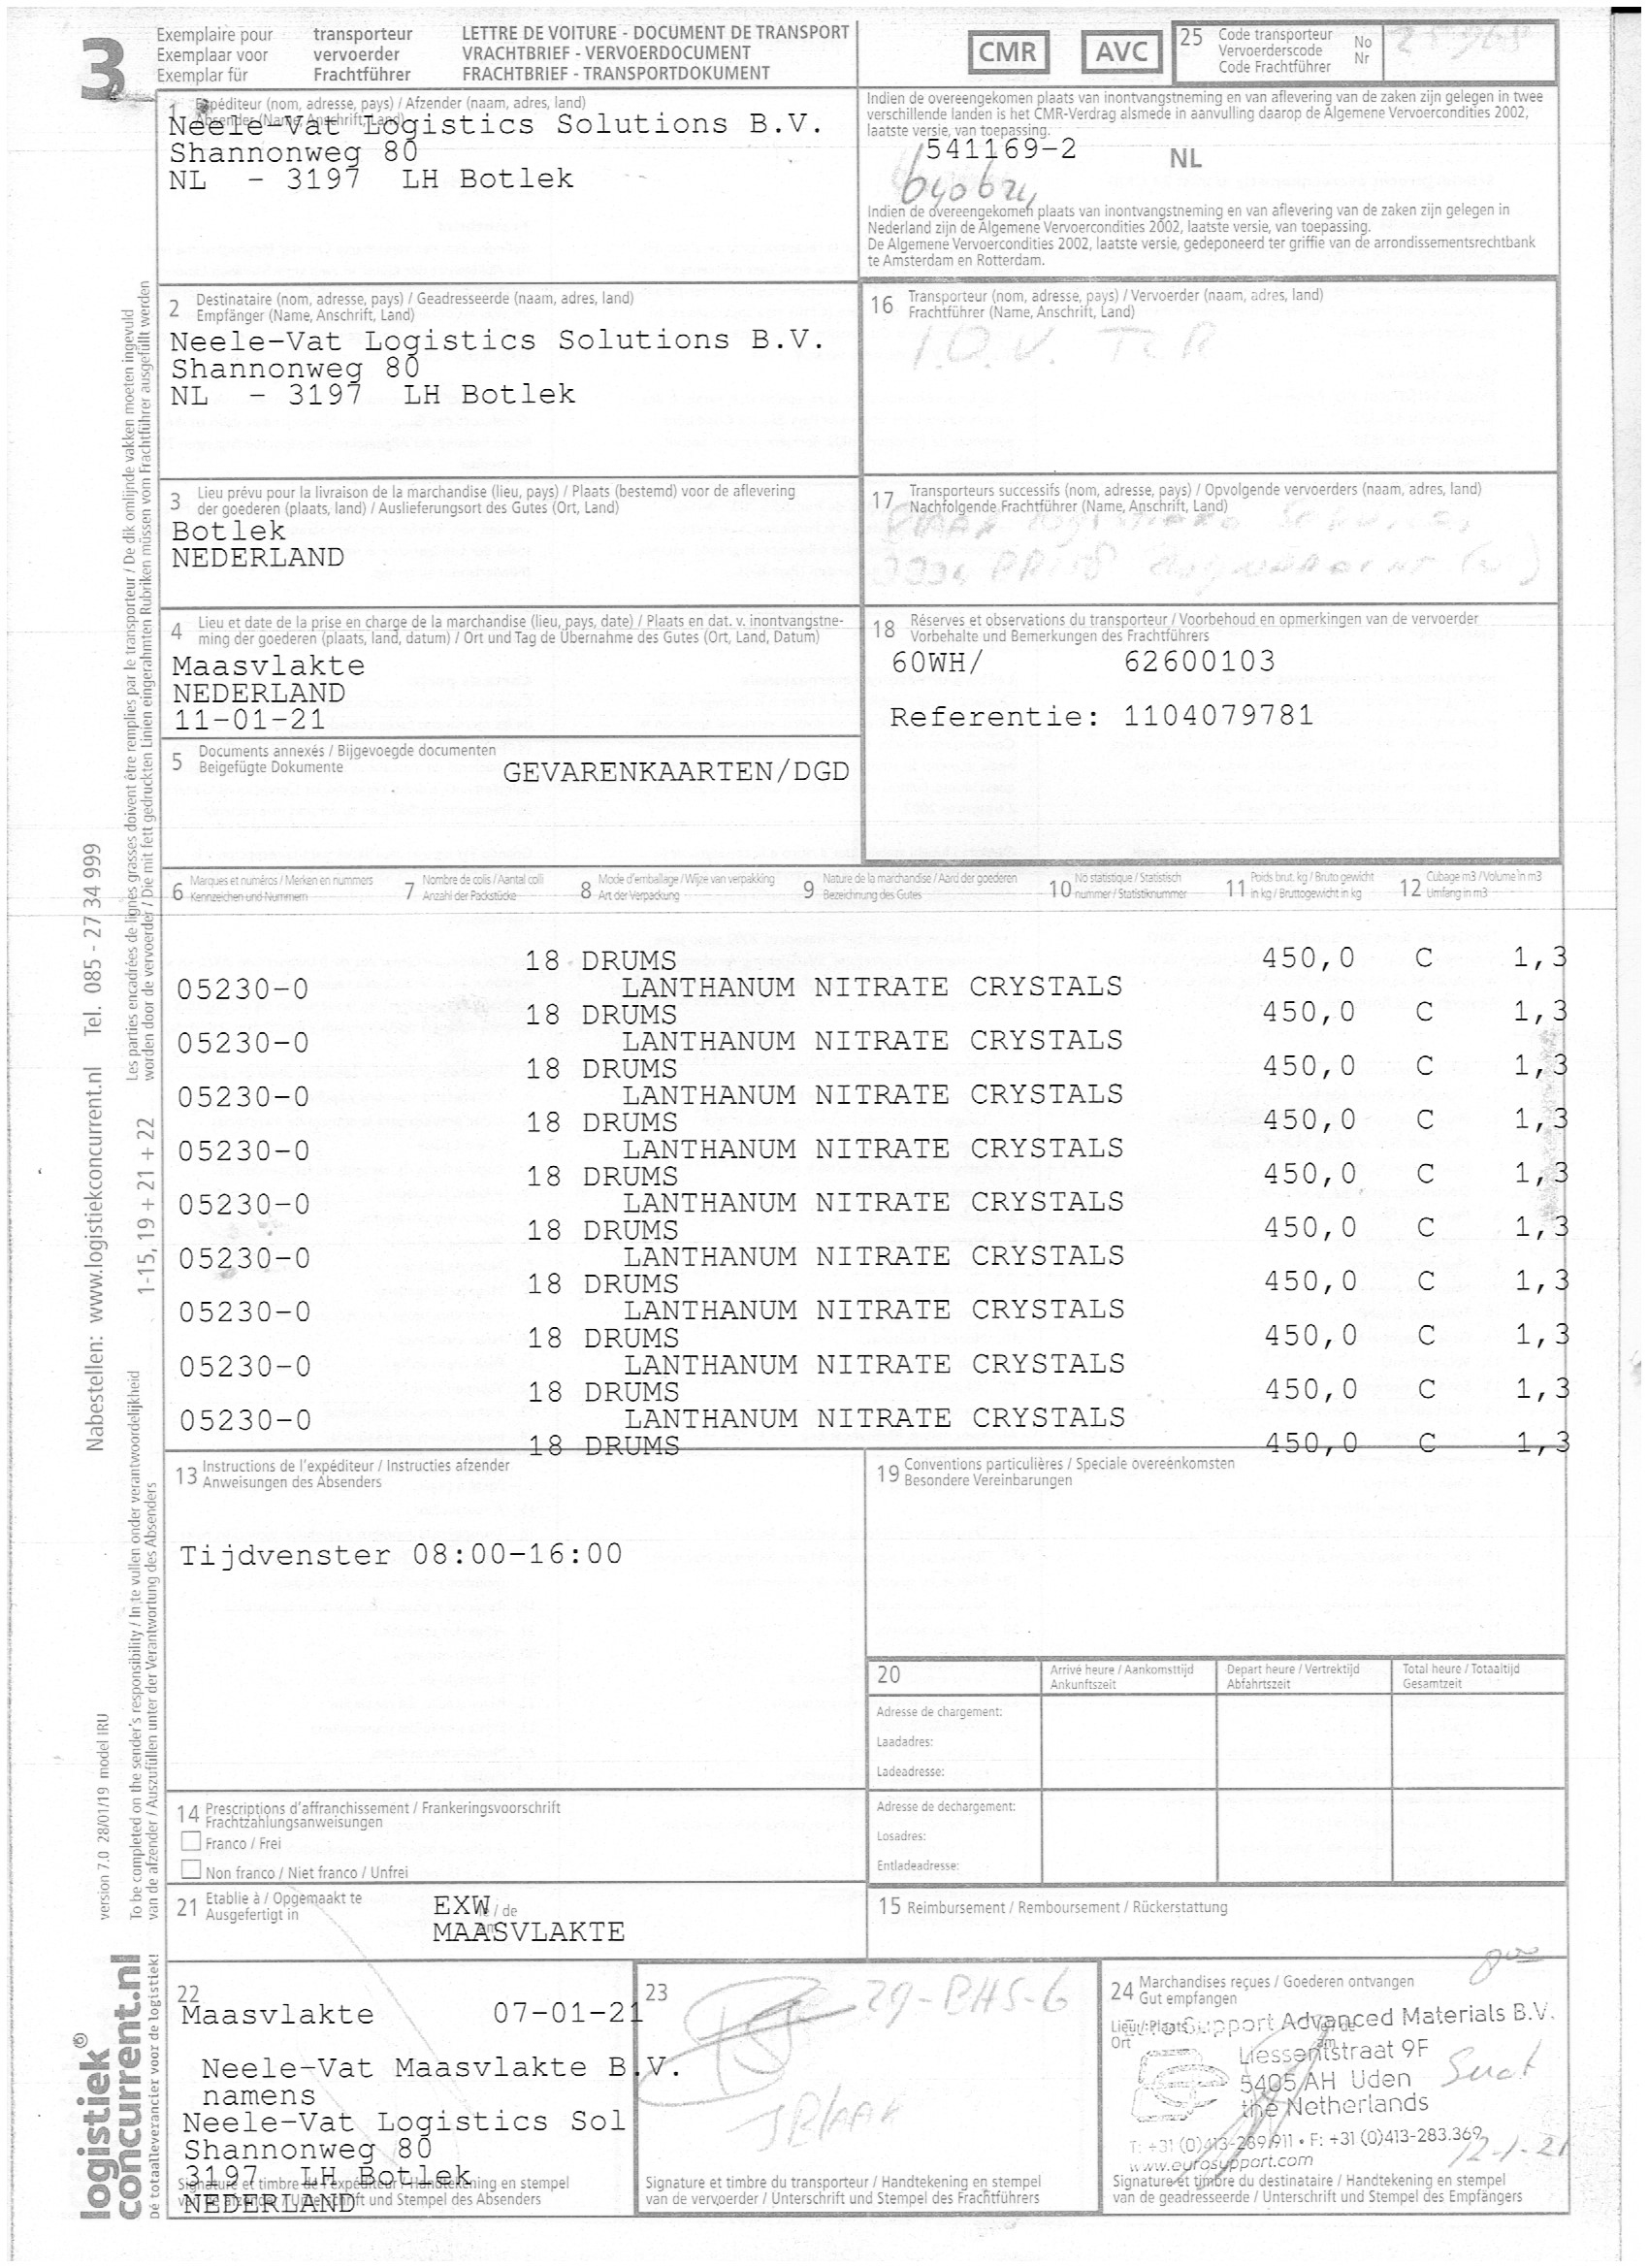 3
Exemplaire pour transporteur
Exemplaar voor vervoerder
Exemplar für Frachtführer
LETTRE DE VOITURE - DOCUMENT DE TRANSPORT
VRACHTBRIEF - VERVOERDOCUMENT
FRACHTBRIEF - TRANSPORTDOKUMENT
CMR
AVC
25 Code transporteur
Vervoerderscode
Code Frachtführer
No
Nr
1 Expéditeur (nom, adresse, pays) / Afzender (naam, adres, land)
Absender (Name, Anschrift, Land)
Neele-Vat Logistics Solutions B.V.
Shannonweg 80
NL - 3197 LH Botlek
Indien de overeengekomen plaats van inontvangstneming en van aflevering van de zaken zijn gelegen in twee
verschillende landen is het CMR-Verdrag alsmede in aanvulling daarop de Algemene Vervoercondities 2002,
laatste versie, van toepassing.
541169-2
NL
Indien de overeengekomen plaats van inontvangstneming en van aflevering van de zaken zijn gelegen in
Nederland zijn de Algemene Vervoercondities 2002, laatste versie, van toepassing.
De Algemene Vervoercondities 2002, laatste versie, gedeponeerd ter griffie van de arrondissementsrechtbank
te Amsterdam en Rotterdam.
2 Destinataire (nom, adresse, pays) / Geadresseerde (naam, adres, land)
Empfänger (Name, Anschrift, Land)
Neele-Vat Logistics Solutions B.V.
Shannonweg 80
NL - 3197 LH Botlek
16 Transporteur (nom, adresse, pays) / Vervoerder (naam, adres, land)
Frachtführer (Name, Anschrift, Land)
I.O.V. TCR
3 Lieu prévu pour la livraison de la marchandise (lieu, pays) / Plaats (bestemd) voor de aflevering
der goederen (plaats, land) / Auslieferungsort des Gutes (Ort, Land)
Botlek
NEDERLAND
17 Transporteurs successifs (nom, adresse, pays) / Opvolgende vervoerders (naam, adres, land)
Nachfolgende Frachtführer (Name, Anschrift, Land)
4 Lieu et date de la prise en charge de la marchandise (lieu, pays, date) / Plaats en dat. v. inontvangstne-
ming der goederen (plaats, land, datum) / Ort und Tag de Übernahme des Gutes (Ort, Land, Datum)
Maasvlakte
NEDERLAND
11-01-21
18 Réserves et observations du transporteur / Voorbehoud en opmerkingen van de vervoerder
Vorbehalte und Bemerkungen des Frachtführers
60WH/ 62600103
Referentie: 1104079781
5 Documents annexés / Bijgevoegde documenten
Beigefügte Dokumente
GEVARENKAARTEN/DGD
6 Marques et numéros / Merken en nummers
Kennzeichen und Nummern
7 Nombre de colis / Aantal coli
Anzahl der Packstücke
8 Mode d'emballage / Wijze van verpakking
Art der Verpackung
9 Nature de la marchandise / Aard der goederen
Bezeichnung des Gutes
10 No statistique / Statistisch
nummer / Statistiknummer
11 Poids brut. kg / Bruto gewicht
in kg / Bruttogewicht in kg
12 Cubage m3 / Volume in m3
Umfang in m3
18 DRUMS 450,0 C 1,3
05230-0 LANTHANUM NITRATE CRYSTALS
18 DRUMS 450,0 C 1,3
05230-0 LANTHANUM NITRATE CRYSTALS
18 DRUMS 450,0 C 1,3
05230-0 LANTHANUM NITRATE CRYSTALS
18 DRUMS 450,0 C 1,3
05230-0 LANTHANUM NITRATE CRYSTALS
18 DRUMS 450,0 C 1,3
05230-0 LANTHANUM NITRATE CRYSTALS
18 DRUMS 450,0 C 1,3
05230-0 LANTHANUM NITRATE CRYSTALS
18 DRUMS 450,0 C 1,3
05230-0 LANTHANUM NITRATE CRYSTALS
18 DRUMS 450,0 C 1,3
05230-0 LANTHANUM NITRATE CRYSTALS
18 DRUMS 450,0 C 1,3
05230-0 LANTHANUM NITRATE CRYSTALS
18 DRUMS 450,0 C 1,3
13 Instructions de l'expéditeur / Instructies afzender
Anweisungen des Absenders
Tijdvenster 08:00-16:00
19 Conventions particulières / Speciale overeenkomsten
Besondere Vereinbarungen
20
Arrivé heure / Aankomsttijd
Ankunftszeit
Depart heure / Vertrektijd
Abfahrtszeit
Total heure / Totaaltijd
Gesamtzeit
Adresse de chargement:
Laadadres:
Ladeadresse:
Adresse de dechargement:
Losadres:
Entladeadresse:
14 Prescriptions d'affranchissement / Frankeringsvoorschrift
Frachtzahlungsanweisungen
Franco / Frei
Non franco / Niet franco / Unfrei
21 Etablie à / Opgemaakt te
Ausgefertigt in
EXW / de
MAASVLAKTE
15 Reimbursement / Remboursement / Rückerstattung
22
Maasvlakte 07-01-21
Neele-Vat Maasvlakte B.V.
namens
Neele-Vat Logistics Sol
Shannonweg 80
3197 LH Botlek
NEDERLAND
Signature et timbre de l'expéditeur / Handtekening en stempel
van de afzender / Unterschrift und Stempel des Absenders
23
29-BHS-6
Signature et timbre du transporteur / Handtekening en stempel
van de vervoerder / Unterschrift und Stempel des Frachtführers
24 Marchandises reçues / Goederen ontvangen
Gut empfangen
Lieu / Plaats
Ort
Euro Support Advanced Materials B.V.
Liessentstraat 9F
5405 AH Uden
the Netherlands
T: +31 (0)413-289.911 • F: +31 (0)413-283.369
www.eurosupport.com
12-1-21
Signature et timbre du destinataire / Handtekening en stempel
van de geadresseerde / Unterschrift und Stempel des Empfängers
Nabestellen: www.logistiekconcurrent.nl Tel. 085 - 27 34 999
Les parties encadrées de lignes grasses doivent être remplies par le transporteur / De dik omlijnde vakken moeten ingevuld
worden door de vervoerder / Die mit fett gedruckten Linien eingerahmten Rubriken müssen vom Frachtführer ausgefüllt werden
1-15, 19 + 21 + 22
To be completed on the sender's responsibility / In te vullen onder verantwoordelijkheid
van de afzender / Auszufüllen unter der Verantwortung des Absenders
version 7.0 28/01/19 model IRU
logistiek®
concurrent.nl
Dé totaalleverancier voor de logistiek!